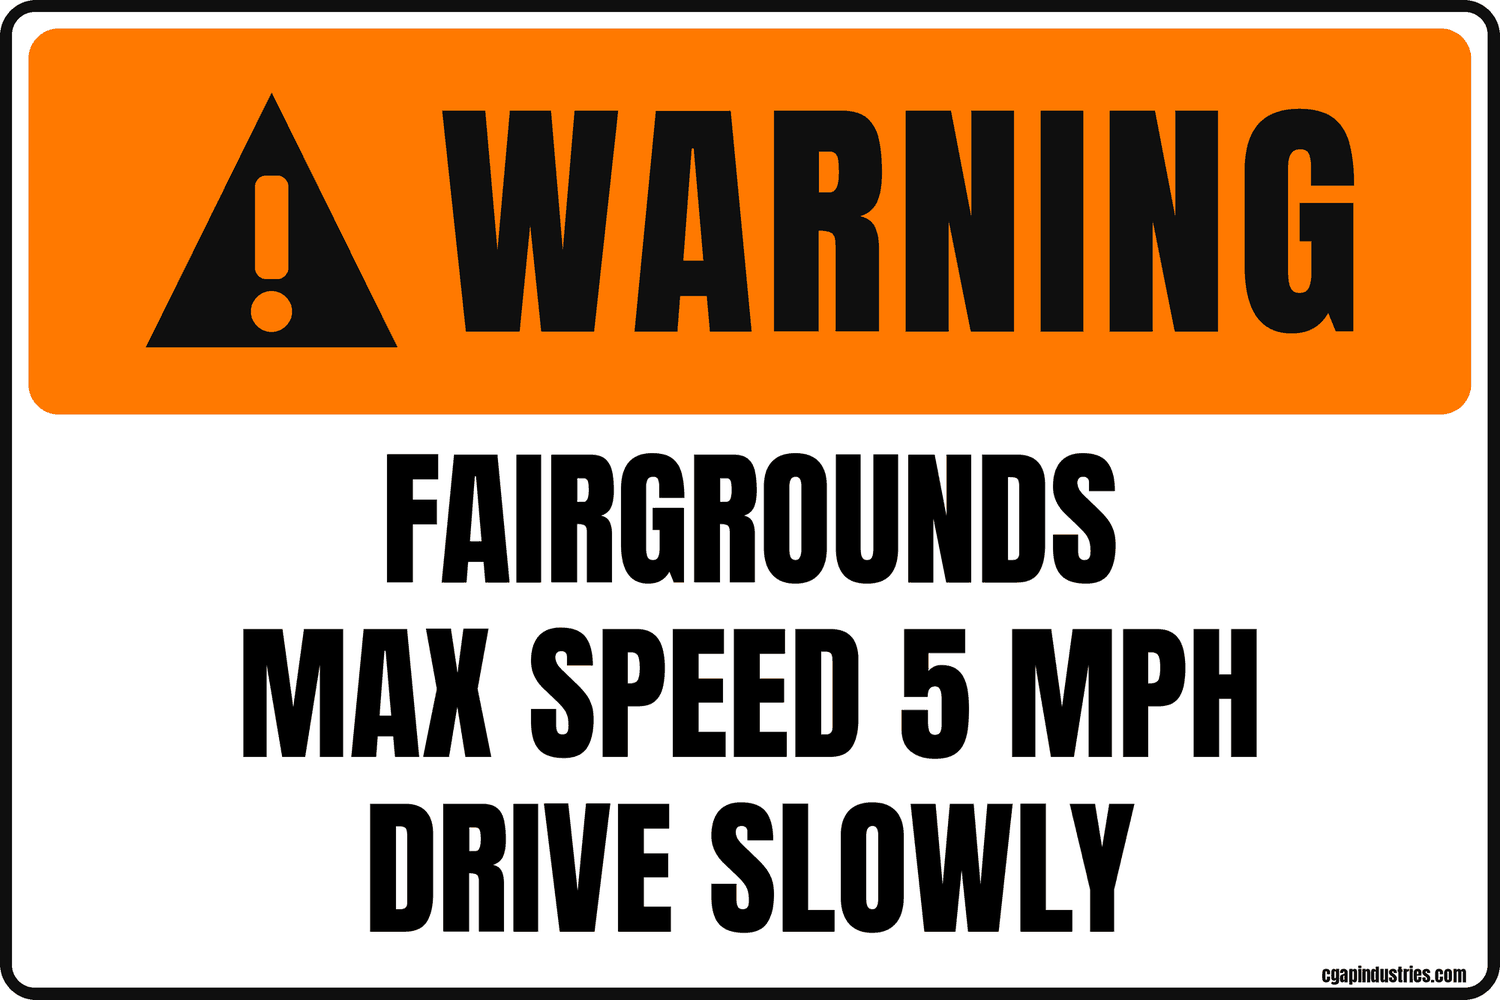 WARNING
FAIRGROUNDS
MAX SPEED 5 MPH
DRIVE SLOWLY
cgapindustries.com